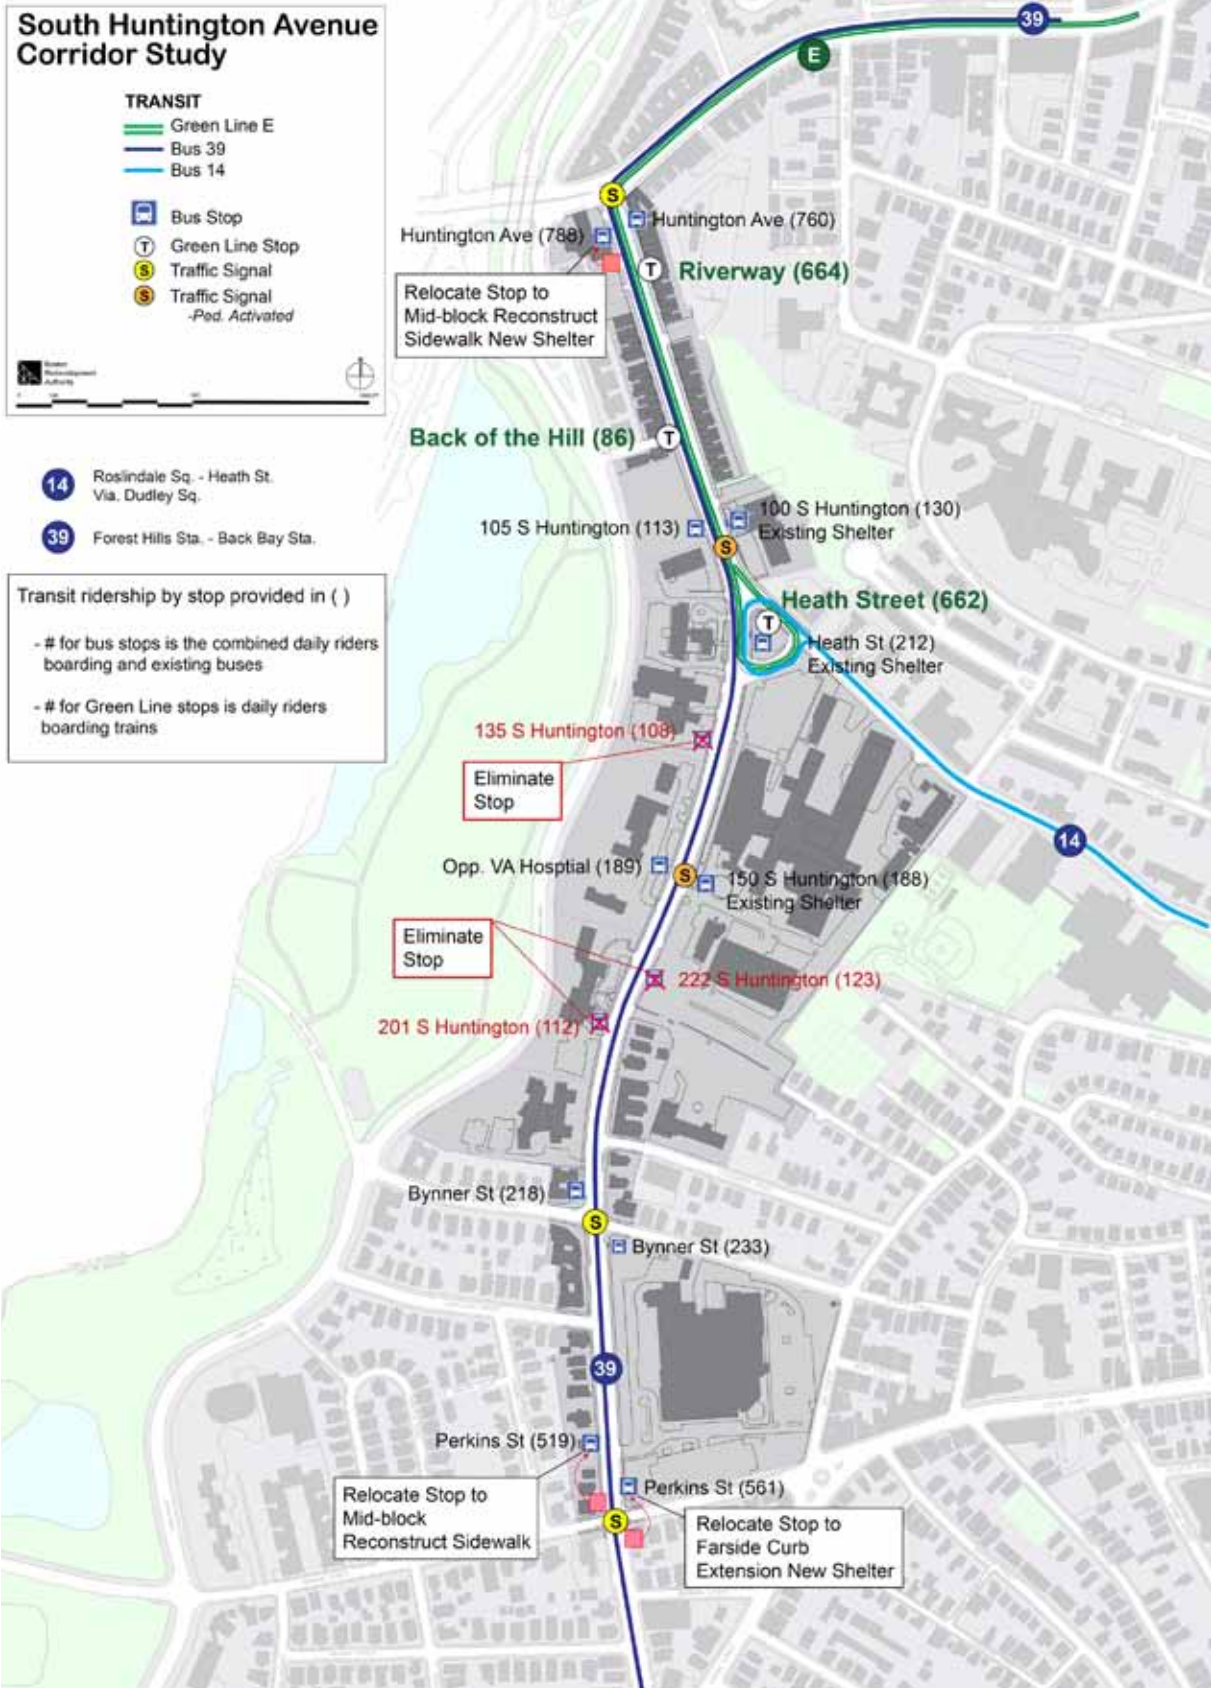 South Huntington Avenue
Corridor Study
TRANSIT
Green Line E
Bus 39
Bus 14
Bus Stop
T
Green Line Stop
S
Traffic Signal
S
Traffic Signal
-Ped. Activated
Boston
Redevelopment
Authority
14
Roslindale Sq. - Heath St.
Via. Dudley Sq.
39
Forest Hills Sta. - Back Bay Sta.
Transit ridership by stop provided in ( )
- # for bus stops is the combined daily riders
boarding and existing buses
- # for Green Line stops is daily riders
boarding trains
39
E
S
Huntington Ave (788)
Huntington Ave (760)
T
Riverway (664)
Relocate Stop to
Mid-block Reconstruct
Sidewalk New Shelter
Back of the Hill (86)
T
105 S Huntington (113)
100 S Huntington (130)
Existing Shelter
S
Heath Street (662)
T
Heath St (212)
Existing Shelter
135 S Huntington (108)
Eliminate
Stop
14
Opp. VA Hosptial (189)
S
150 S Huntington (188)
Existing Shelter
Eliminate
Stop
222 S Huntington (123)
201 S Huntington (112)
Bynner St (218)
S
Bynner St (233)
39
Perkins St (519)
Perkins St (561)
Relocate Stop to
Mid-block
Reconstruct Sidewalk
S
Relocate Stop to
Farside Curb
Extension New Shelter